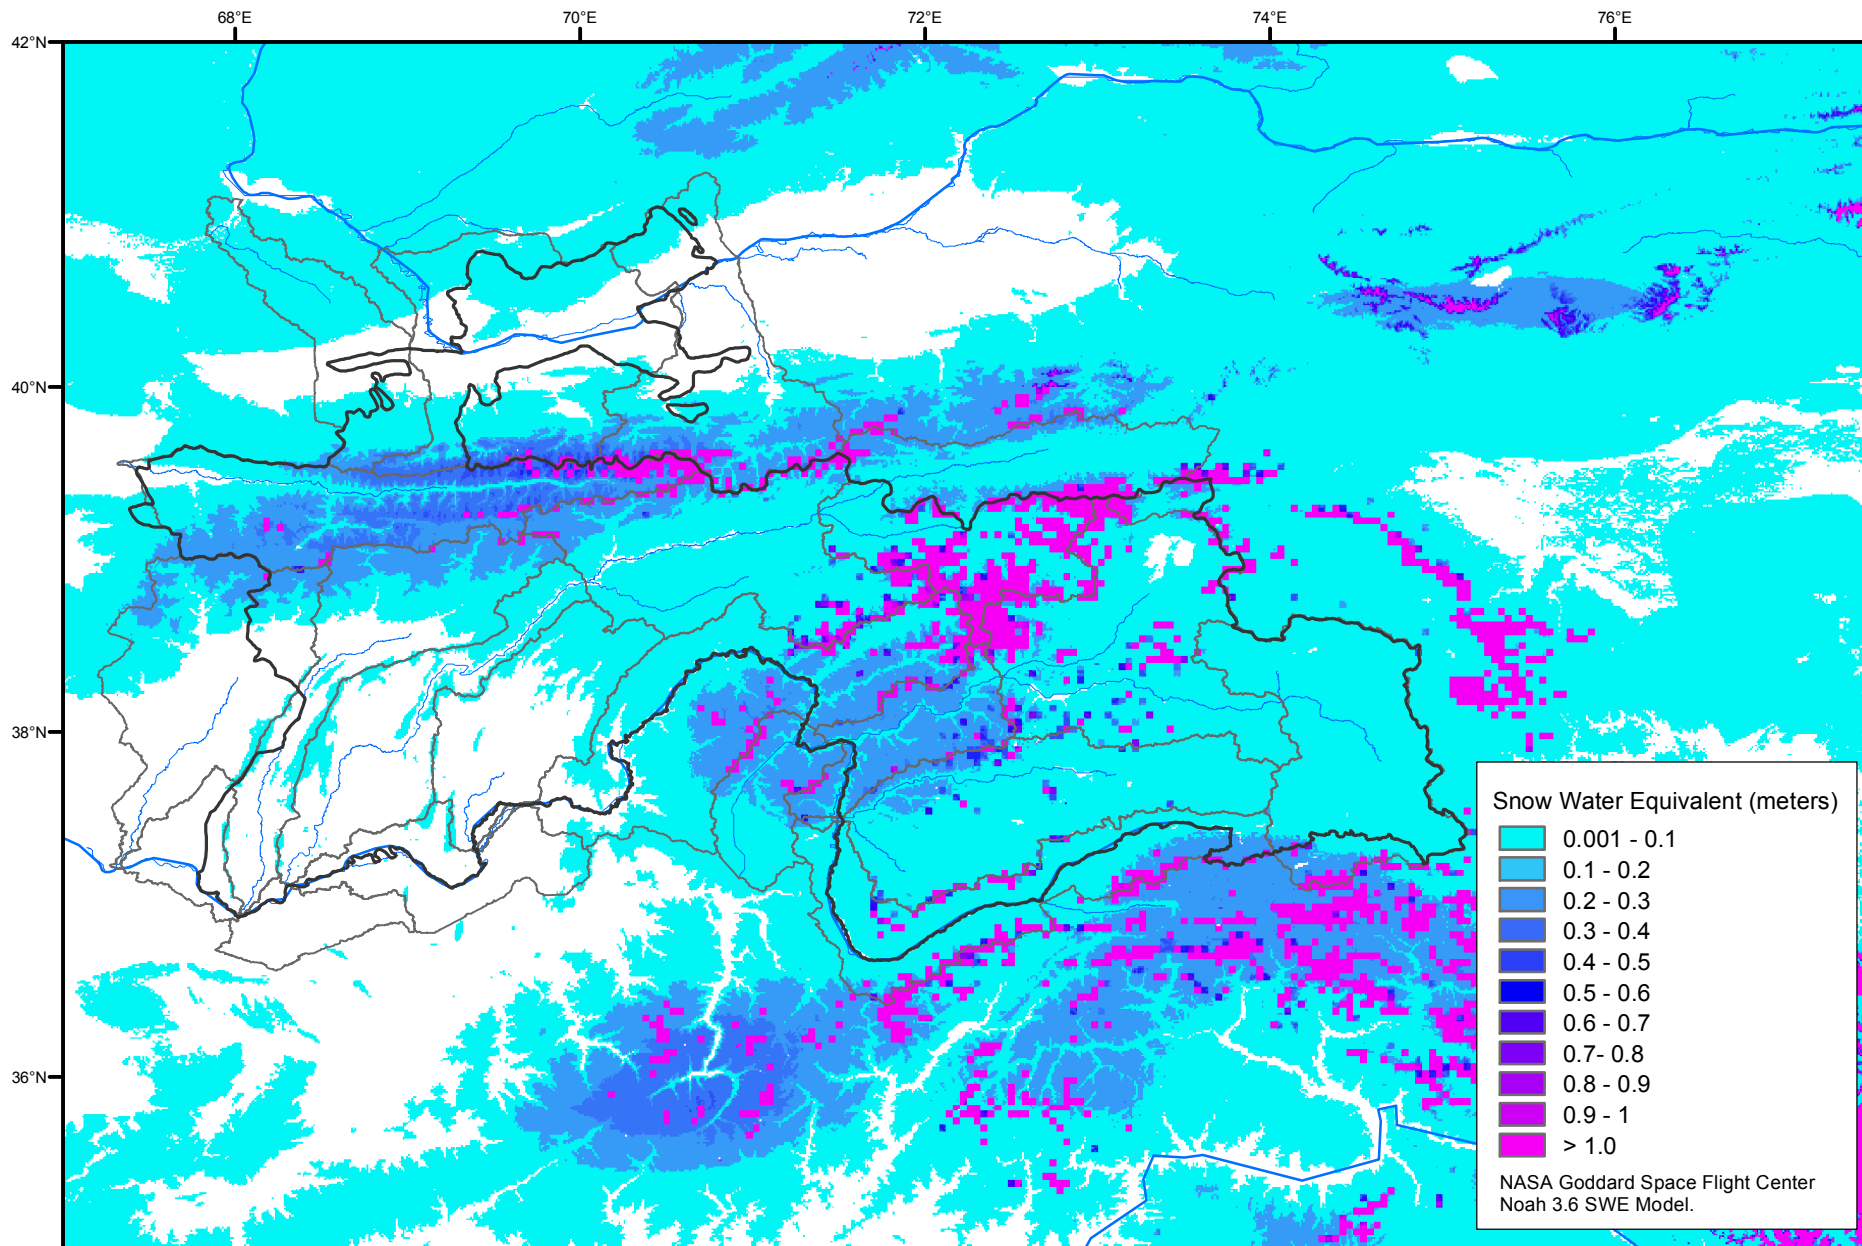 68°E 70°E 72°E 74°E 76°E
42°N
40°N
38°N
36°N
Snow Water Equivalent (meters)
0.001 - 0.1
0.1 - 0.2
0.2 - 0.3
0.3 - 0.4
0.4 - 0.5
0.5 - 0.6
0.6 - 0.7
0.7- 0.8
0.8 - 0.9
0.9 - 1
> 1.0
NASA Goddard Space Flight Center
Noah 3.6 SWE Model.